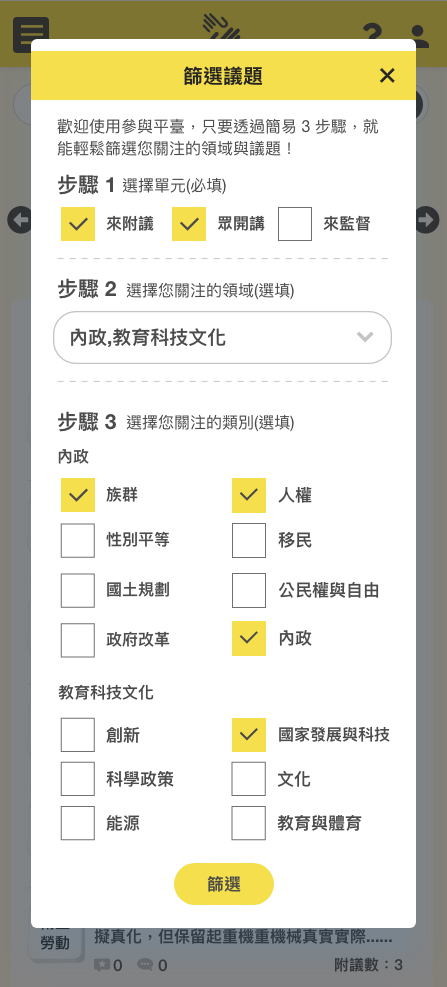 ?
篩選議題
歡迎使用參與平臺，只要透過簡易 3 步驟，就
能輕鬆篩選您關注的領域與議題！
步驟 1 選擇單元(必填)
來附議 眾開講 來監督
步驟 2 選擇您關注的領域(選填)
內政,教育科技文化
步驟 3 選擇您關注的類別(選填)
內政
族群 人權
性別平等 移民
國土規劃 公民權與自由
政府改革 內政
教育科技文化
創新 國家發展與科技
科學政策 文化
能源 教育與體育
篩選
勞動 擬真化，但保留起重機重機械真實實際......
0 0 附議數：3